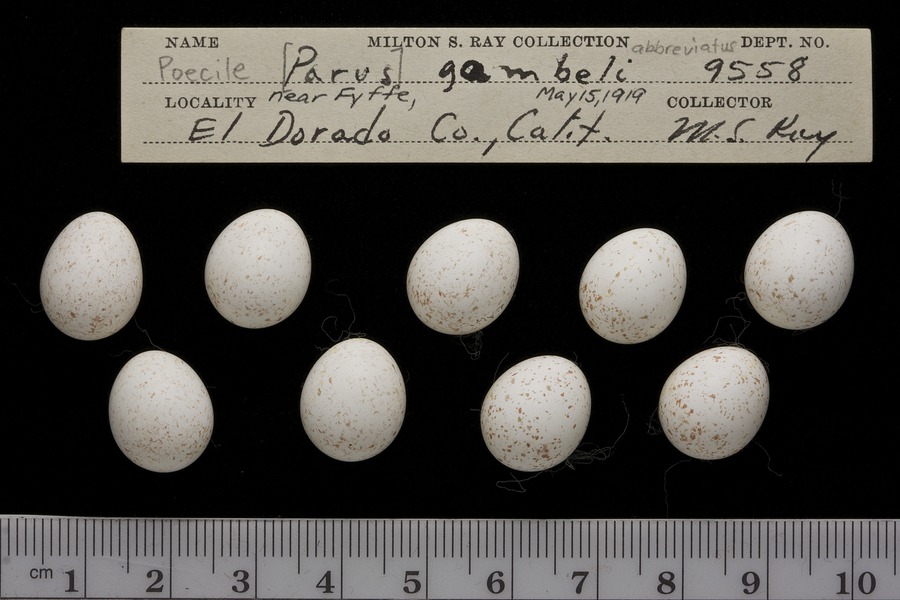 NAME MILTON S. RAY COLLECTION abbreviatus DEPT. NO.
Poecile [Parus] gambeli 9558
LOCALITY near Fyffe, May 15, 1919 COLLECTOR
El Dorado Co., Calif. M.S. Ray
cm 1 2 3 4 5 6 7 8 9 10